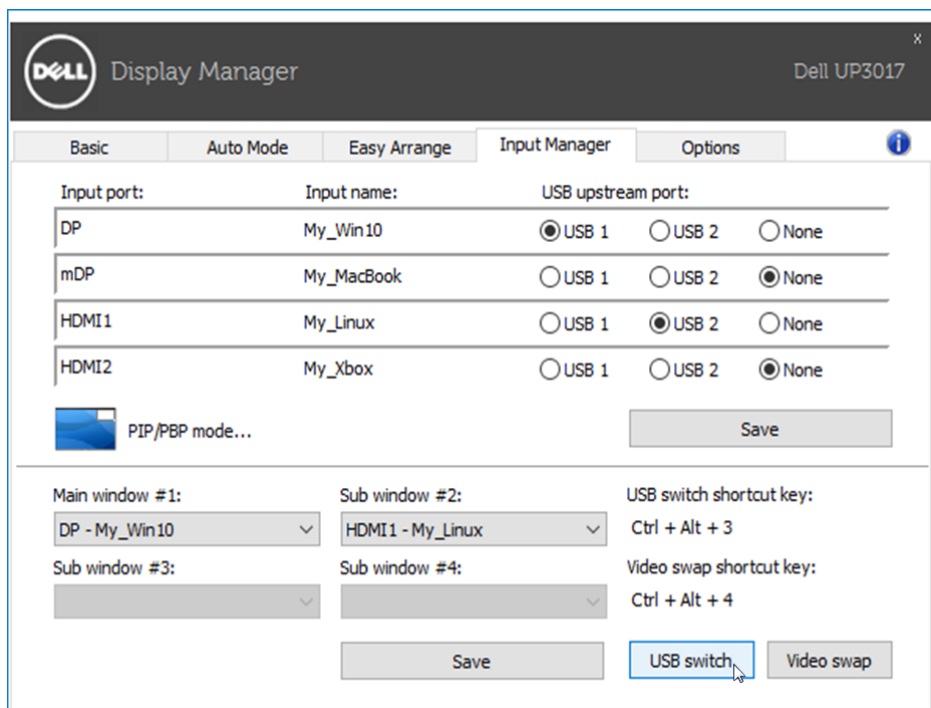 x
DELL Display Manager Dell UP3017
Basic Auto Mode Easy Arrange Input Manager Options i
Input port: Input name: USB upstream port:
DP My_Win10 USB 1 USB 2 None
mDP My_MacBook USB 1 USB 2 None
HDMI1 My_Linux USB 1 USB 2 None
HDMI2 My_Xbox USB 1 USB 2 None
PIP/PBP mode... Save
Main window #1: Sub window #2: USB switch shortcut key:
DP - My_Win10 HDMI1 - My_Linux Ctrl + Alt + 3
Sub window #3: Sub window #4: Video swap shortcut key:
Ctrl + Alt + 4
Save USB switch Video swap